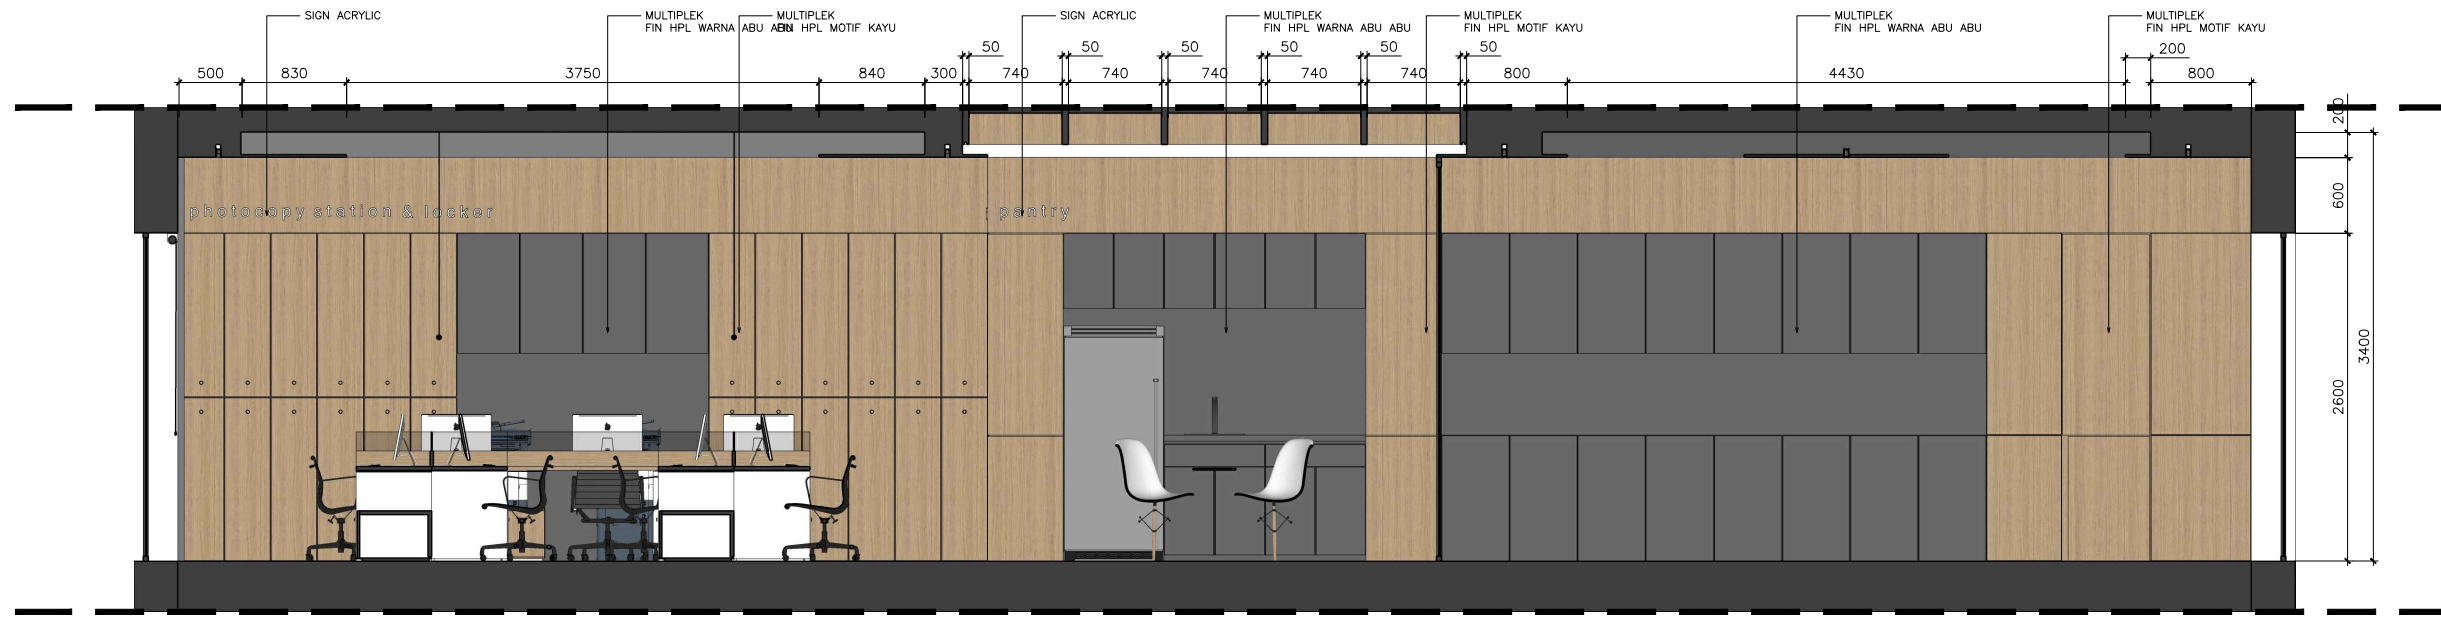 SIGN ACRYLIC
MULTIPLEK
FIN HPL WARNA ABU ABU
MULTIPLEK
FIN HPL MOTIF KAYU
SIGN ACRYLIC
MULTIPLEK
FIN HPL WARNA ABU ABU
MULTIPLEK
FIN HPL MOTIF KAYU
MULTIPLEK
FIN HPL WARNA ABU ABU
MULTIPLEK
FIN HPL MOTIF KAYU
50 50 50 50 50 50 200
500 830 3750 840 300 740 740 740 740 740 800 4430 800
200
600
3400
2600
photocopy station & locker
pantry